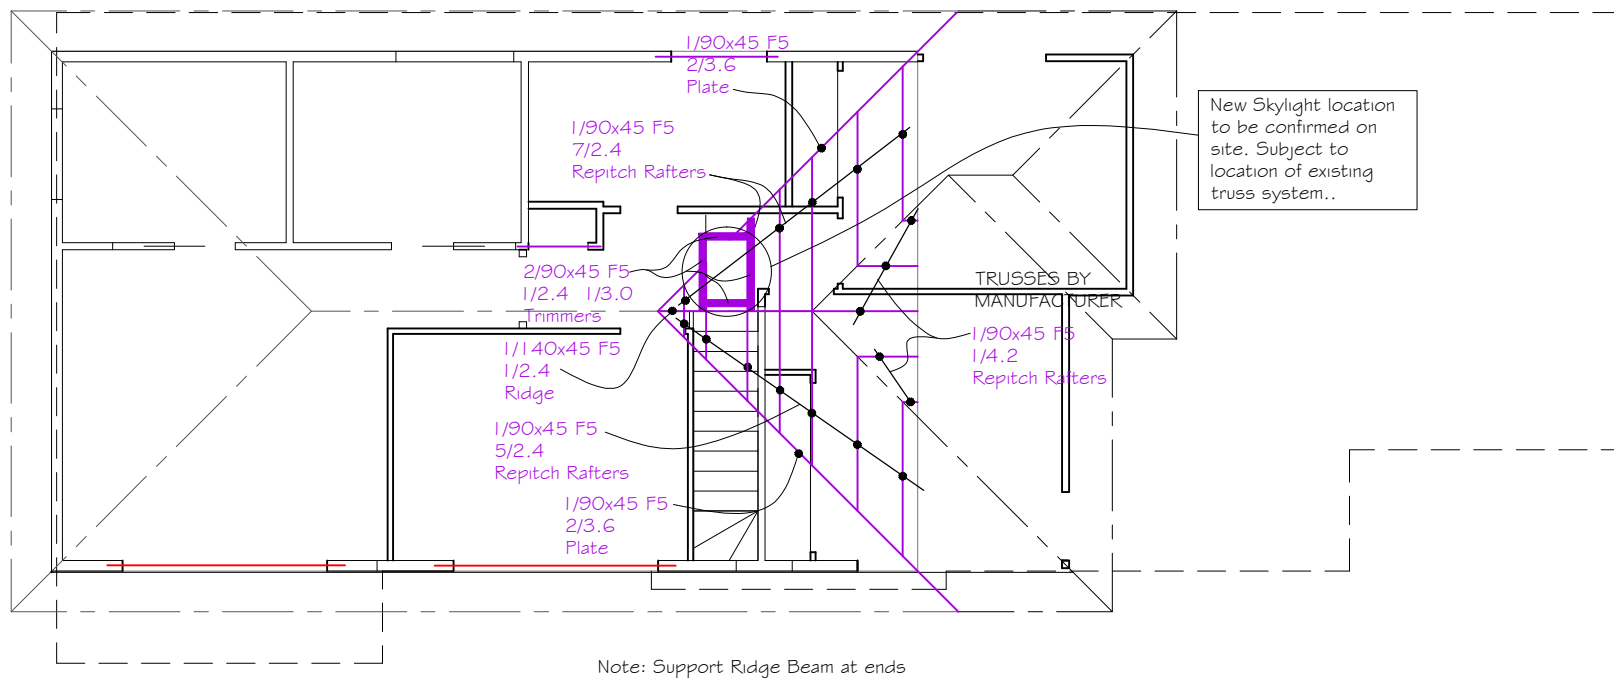 1/90x45 F5
2/3.6
Plate
New Skylight location
to be confirmed on
site. Subject to
location of existing
truss system..
1/90x45 F5
7/2.4
Repitch Rafters
2/90x45 F5
1/2.4 1/3.0
Trimmers
TRUSSES BY
MANUFACTURER
1/90x45 F5
1/4.2
Repitch Rafters
1/140x45 F5
1/2.4
Ridge
1/90x45 F5
5/2.4
Repitch Rafters
1/90x45 F5
2/3.6
Plate
Note: Support Ridge Beam at ends